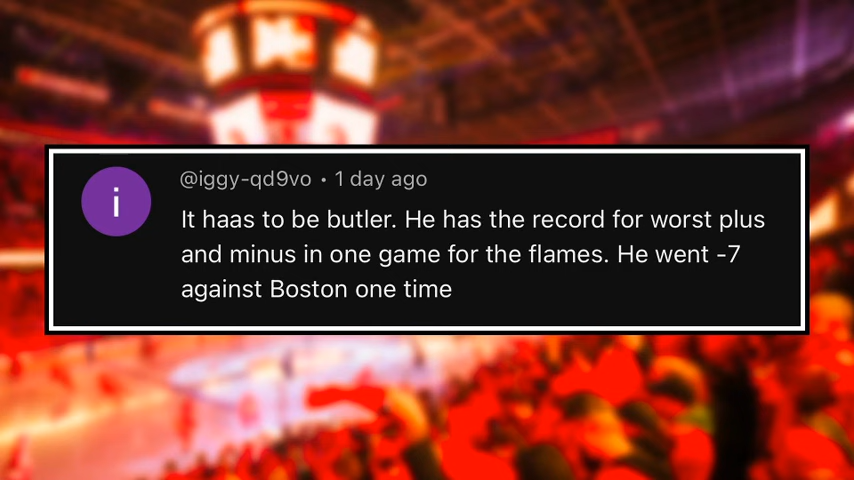 i
@iggy-qd9vo • 1 day ago
It haas to be butler. He has the record for worst plus
and minus in one game for the flames. He went -7
against Boston one time